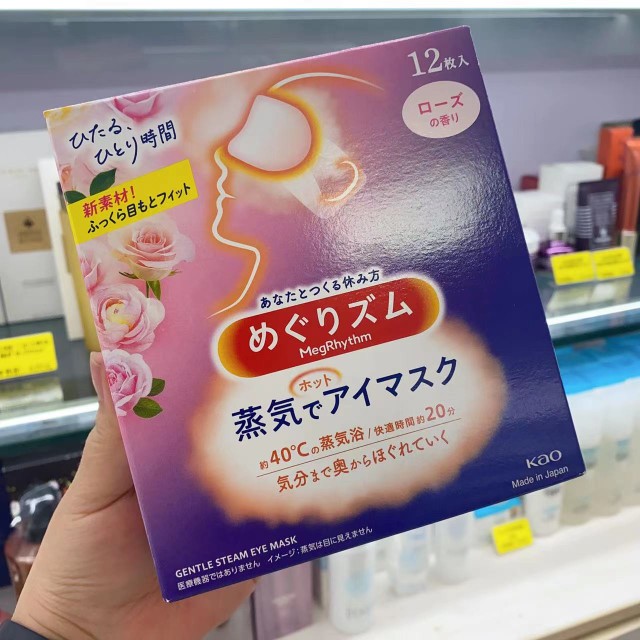 12枚入
ローズ
の香り
ひたる、
ひとり時間
新素材!
ふっくら目もとフィット
あなたとつくる休み方
めぐりズム
MegRhythm
ホット
蒸気でアイマスク
約40℃の蒸気浴/快適時間 約20分
気分まで奥からほぐれていく
Kao
Made in Japan
GENTLE STEAM EYE MASK
医療機器ではありません イメージ:蒸気は目に見えません